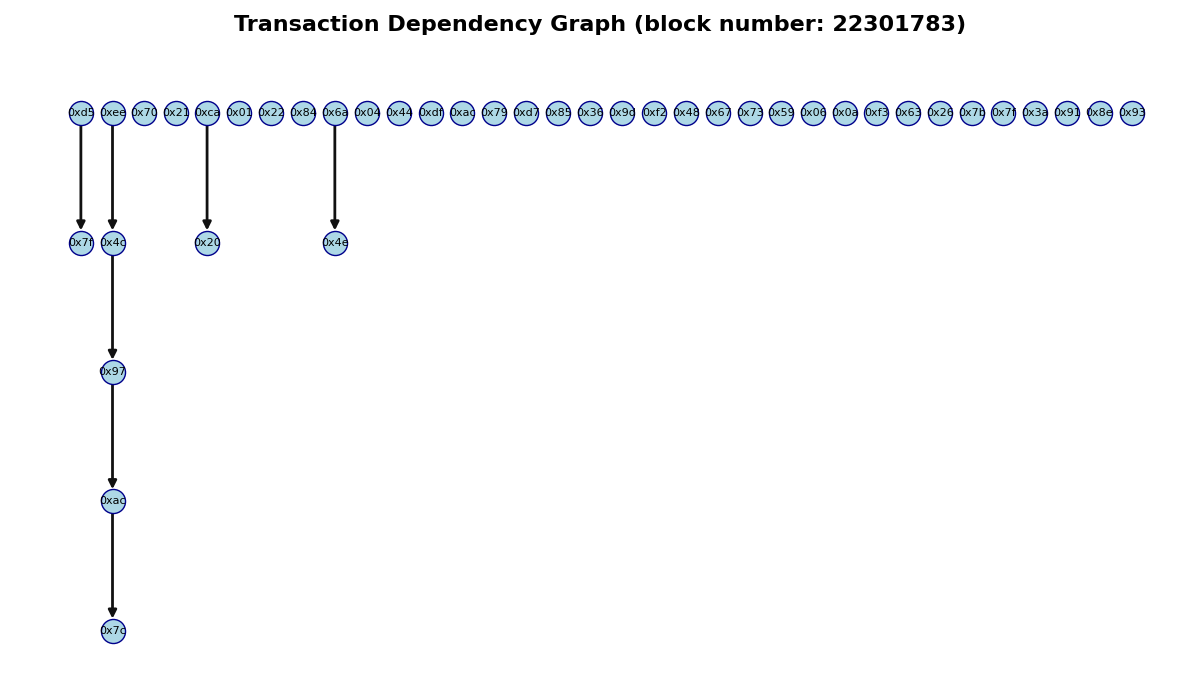 Transaction Dependency Graph (block number: 22301783)
0xd5 0xee 0x70 0x21 0xca 0x01 0x22 0x84 0x6a 0x04 0x44 0xdf 0xac 0x79 0xd7 0x85 0x36 0x9d 0xf2 0x48 0x67 0x73 0x59 0x06 0x0a 0xf3 0x63 0x26 0x7b 0x7f 0x3a 0x91 0x8e 0x93
0x7f 0x4c 0x20 0x4e
0x97
0xac
0x7c